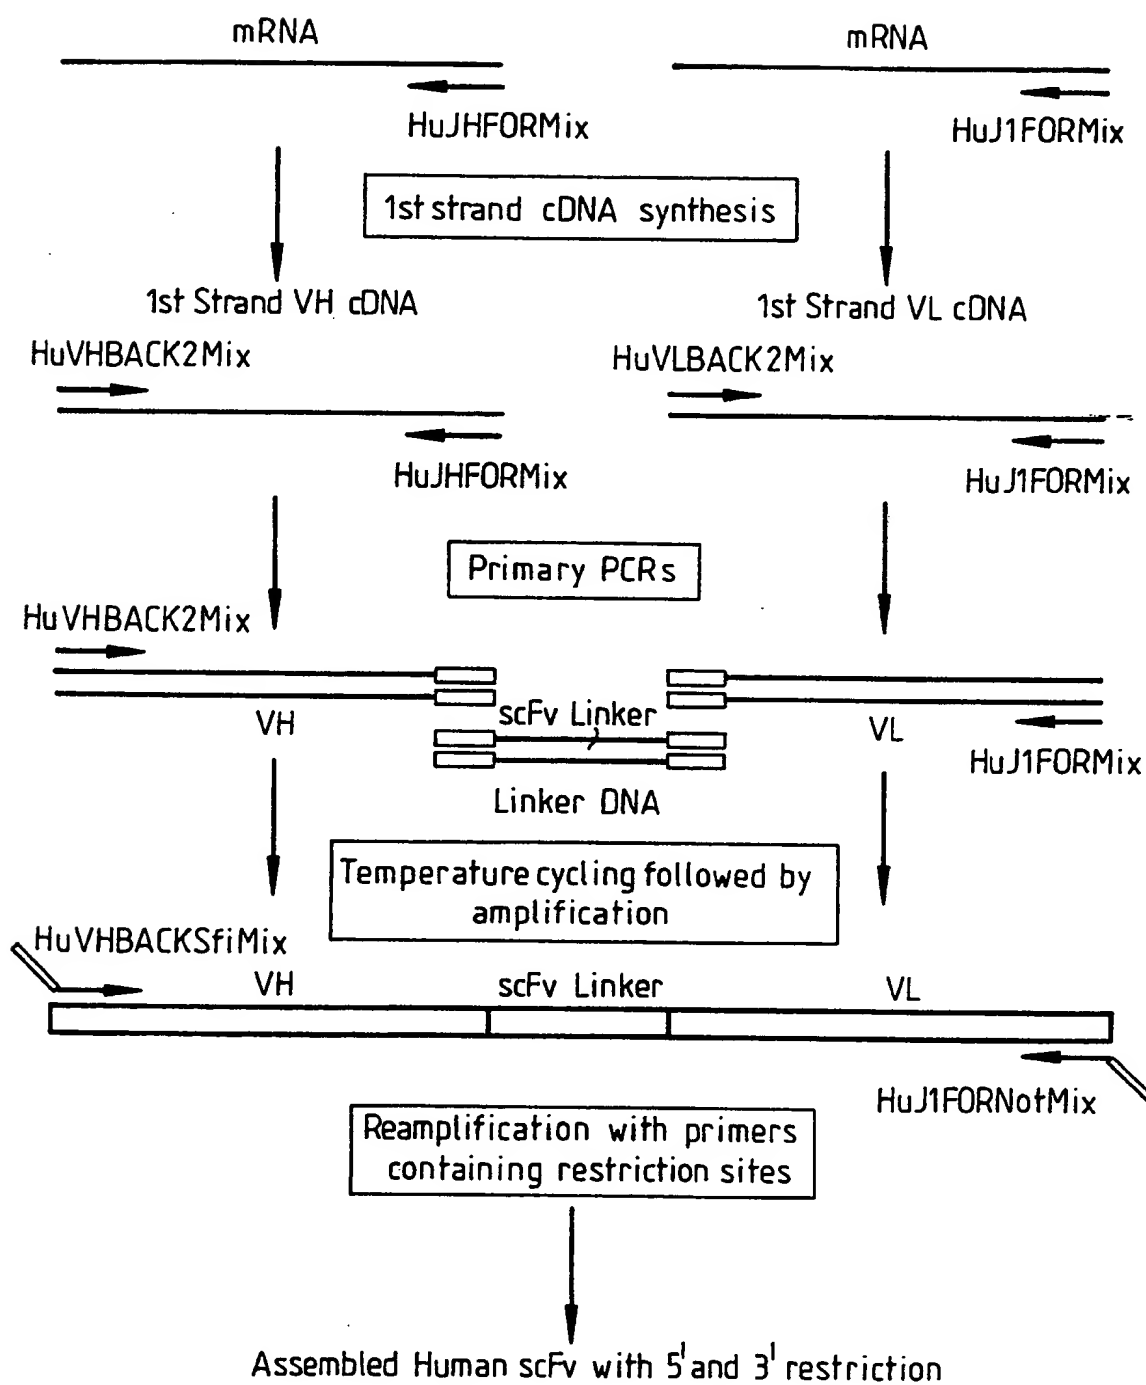 mRNA
mRNA
HuJHFORMix
HuJ1FORMix
1st strand cDNA synthesis
1st Strand VH cDNA
1st Strand VL cDNA
HuVHBACK2Mix
HuVLBACK2Mix
HuJHFORMix
HuJ1FORMix
Primary PCRs
HuVHBACK2Mix
VH
scFv Linker
VL
HuJ1FORMix
Linker DNA
Temperature cycling followed by
amplification
HuVHBACKSfiMix
VH
scFv Linker
VL
HuJ1FORNotMix
Reamplification with primers
containing restriction sites
Assembled Human scFv with 5' and 3' restriction